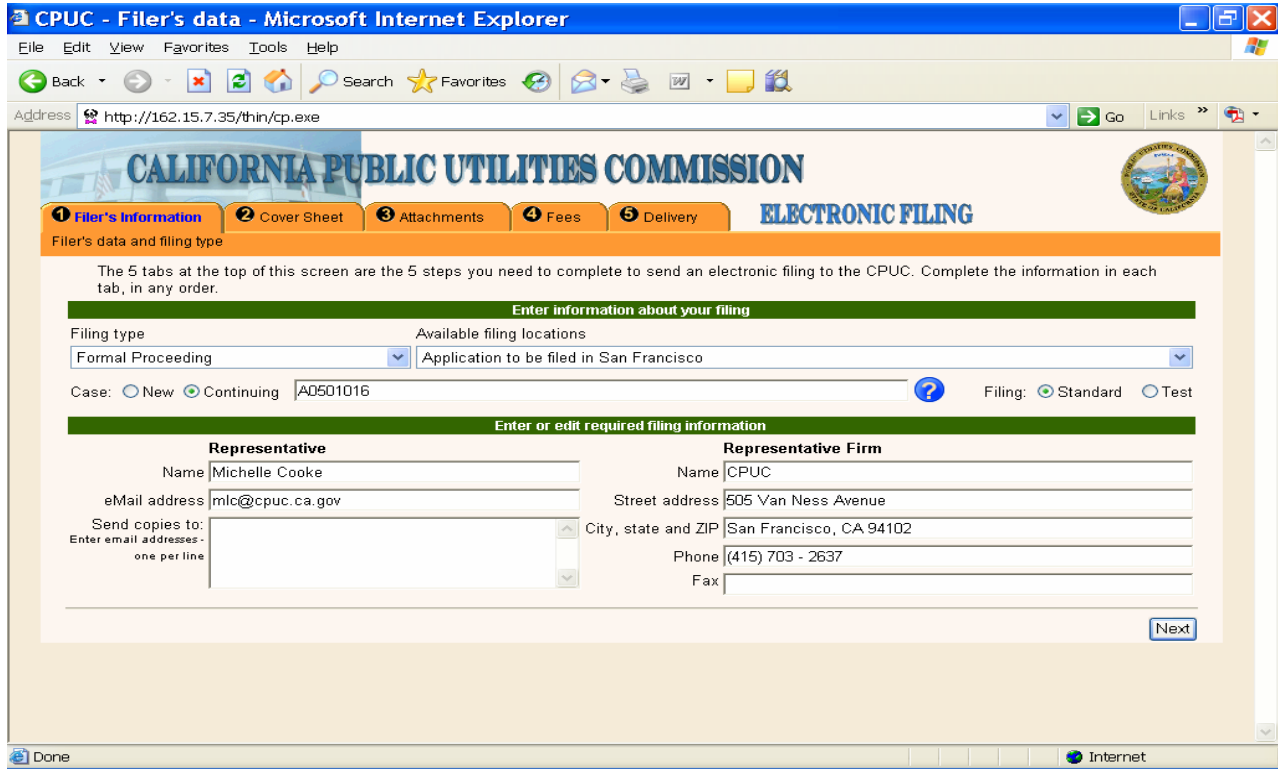 CPUC - Filer's data - Microsoft Internet Explorer
File Edit View Favorites Tools Help
Back Search Favorites
Address http://162.15.7.35/thin/cp.exe Go Links »
CALIFORNIA PUBLIC UTILITIES COMMISSION
1 Filer's Information 2 Cover Sheet 3 Attachments 4 Fees 5 Delivery ELECTRONIC FILING
Filer's data and filing type
The 5 tabs at the top of this screen are the 5 steps you need to complete to send an electronic filing to the CPUC. Complete the information in each
tab, in any order.
Enter information about your filing
Filing type Available filing locations
Formal Proceeding Application to be filed in San Francisco
Case: New Continuing A0501016 ? Filing: Standard Test
Enter or edit required filing information
Representative Representative Firm
Name Michelle Cooke Name CPUC
eMail address mlc@cpuc.ca.gov Street address 505 Van Ness Avenue
Send copies to: City, state and ZIP San Francisco, CA 94102
Enter email addresses -
one per line Phone (415) 703 - 2637
Fax
Next
Done Internet